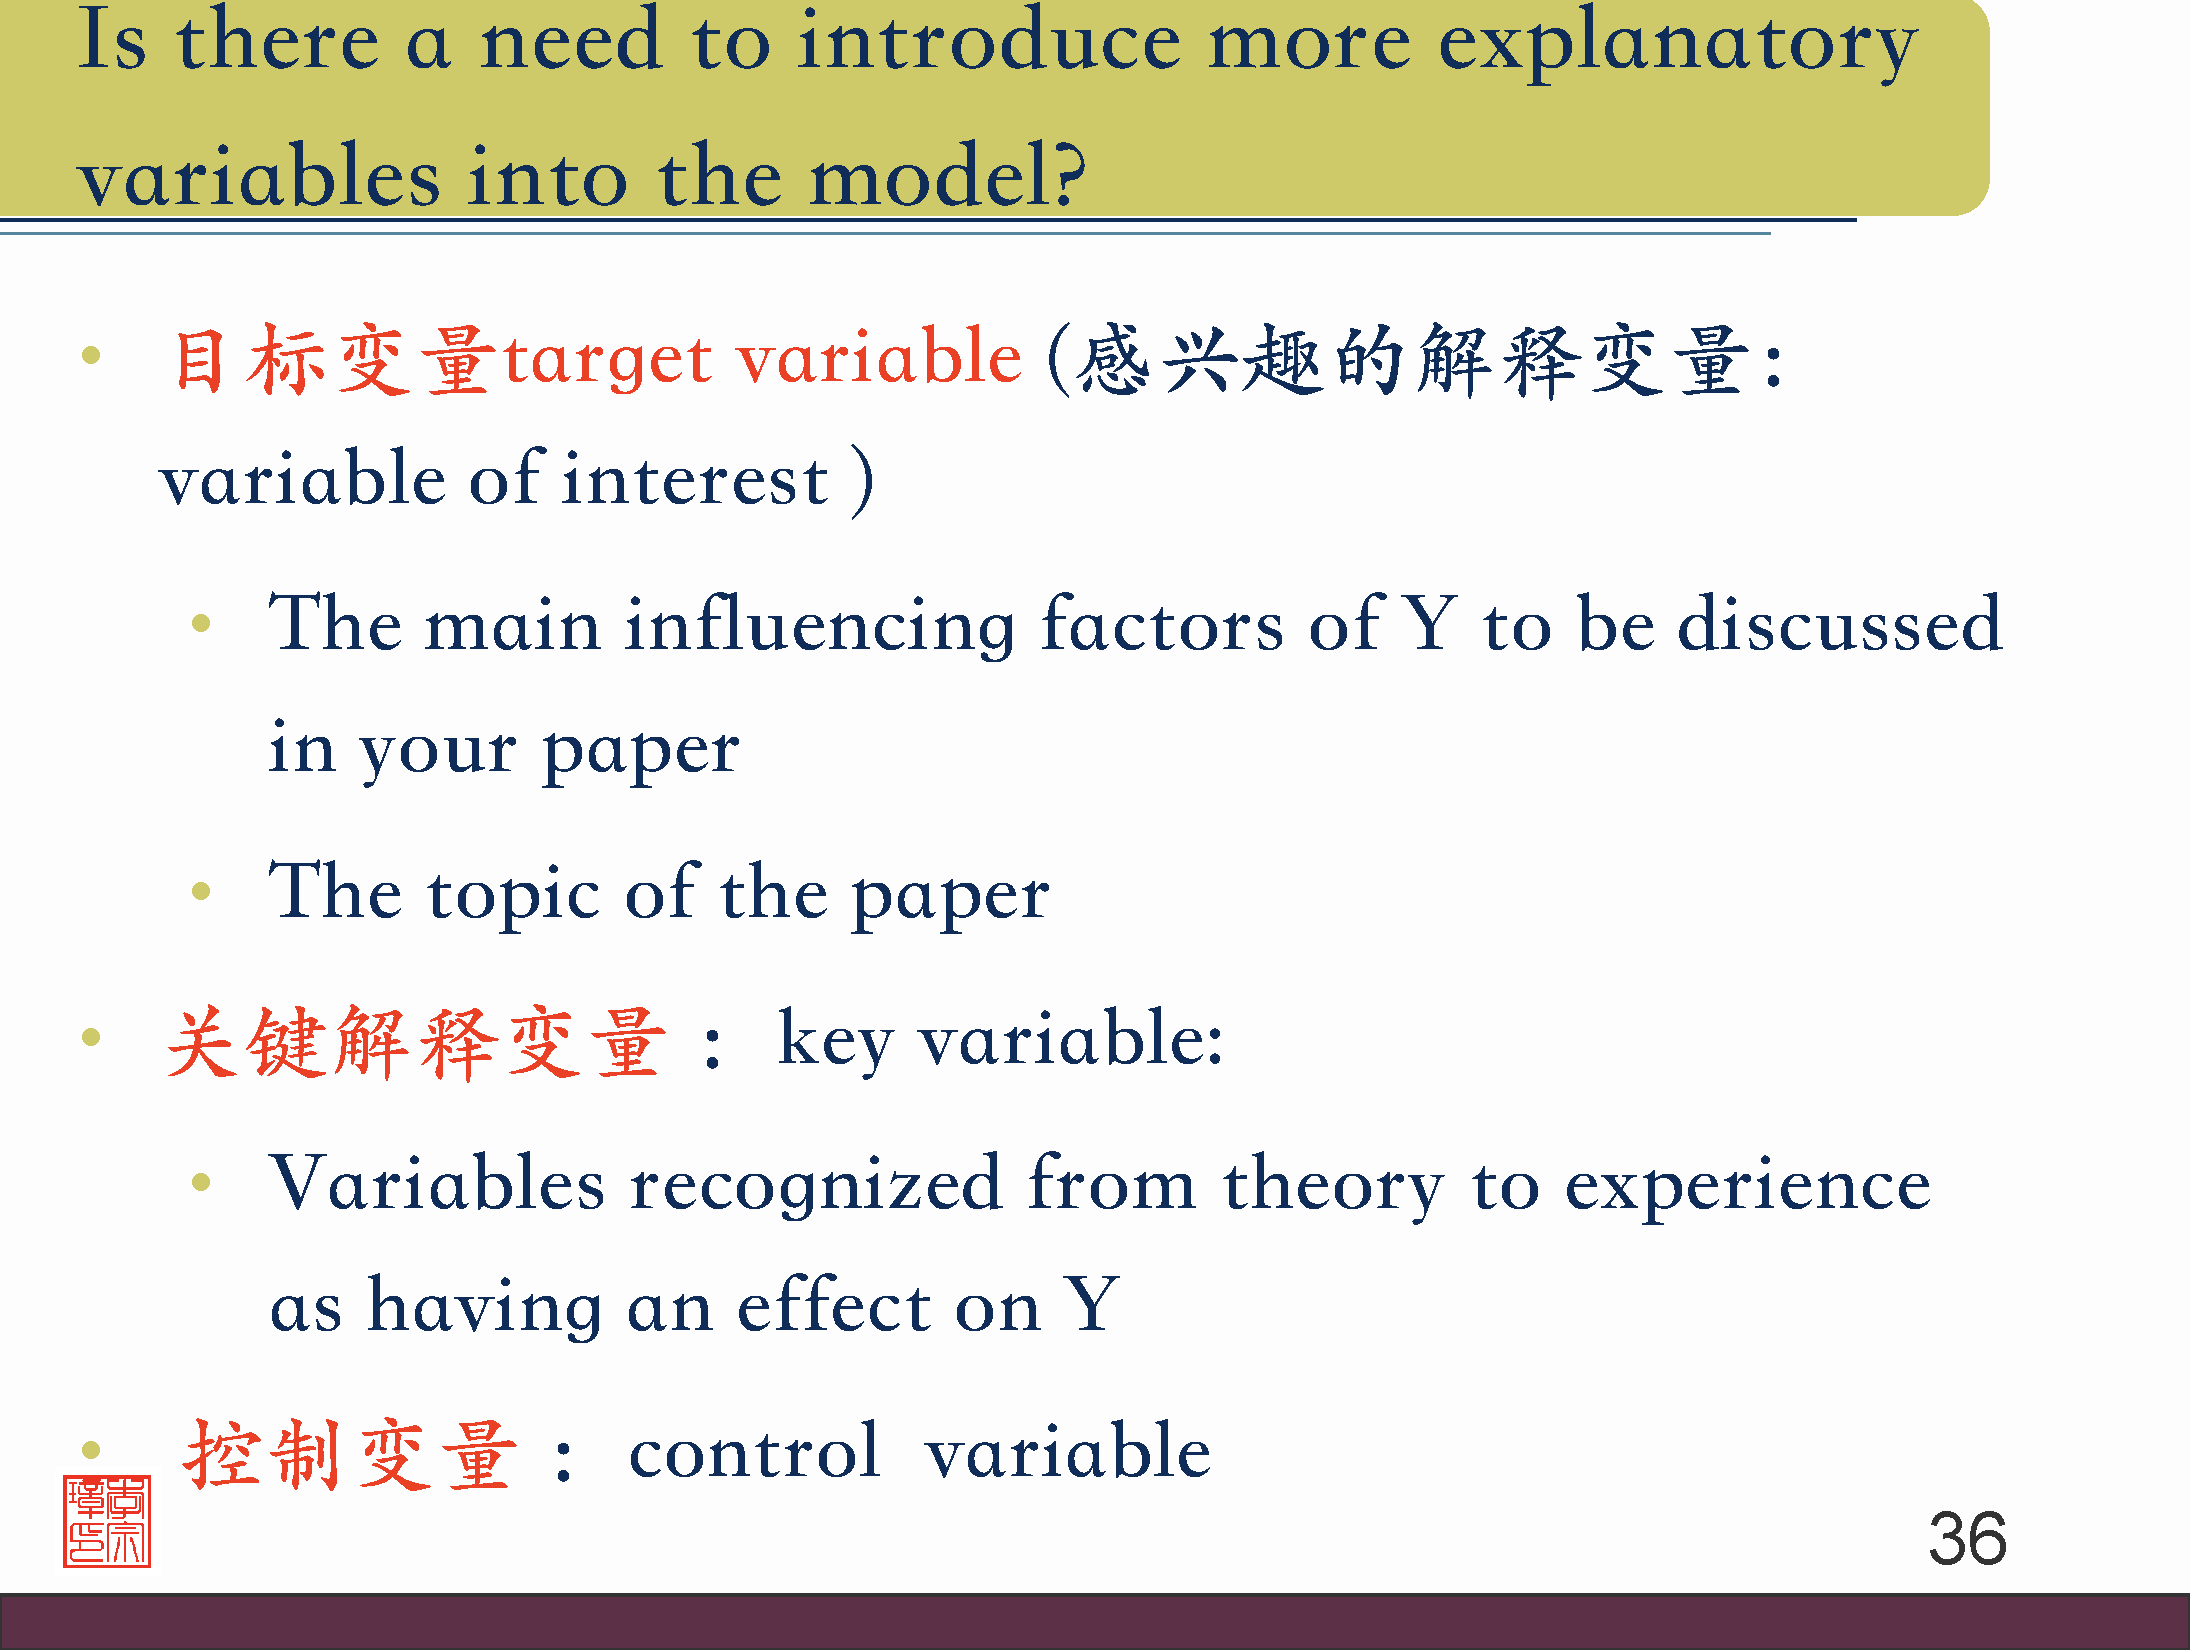 Is there a need to introduce more explanatory
variables into the model?
• 目标变量target variable (感兴趣的解释变量:
variable of interest )
• The main influencing factors of Y to be discussed
in your paper
• The topic of the paper
• 关键解释变量 : key variable:
• Variables recognized from theory to experience
as having an effect on Y
• 控制变量 : control variable
36